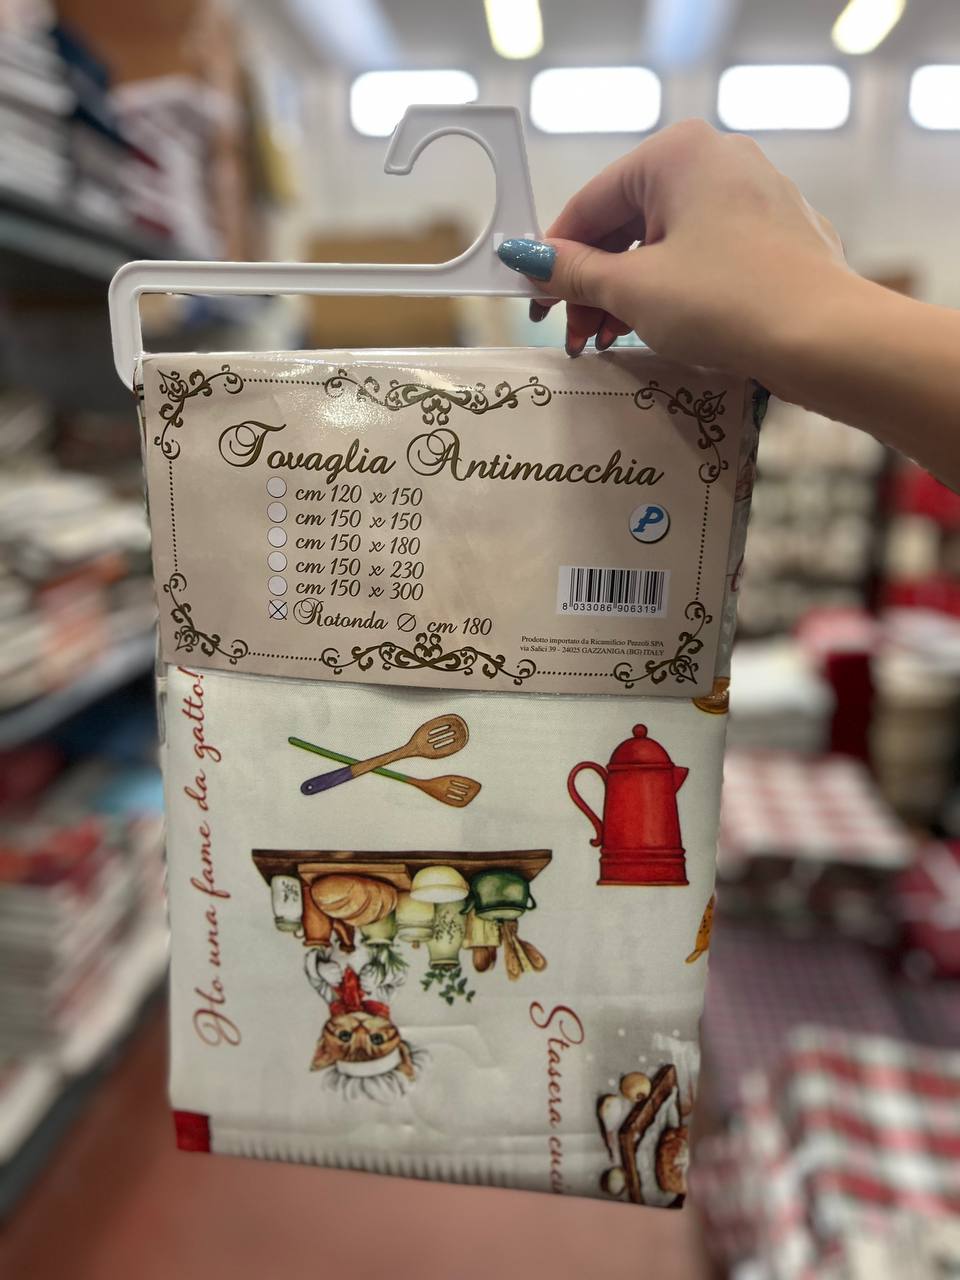 Tovaglia Antimacchia
cm 120 x 150
cm 150 x 150
cm 150 x 180
cm 150 x 230
cm 150 x 300
Rotonda Ø cm 180
P
8 033086 906319
Prodotto importato da Ricamificio Pezzoli SPA
via Salici 39 - 24025 GAZZANIGA (BG) ITALY
Ho una fame da gatto!
Stasera